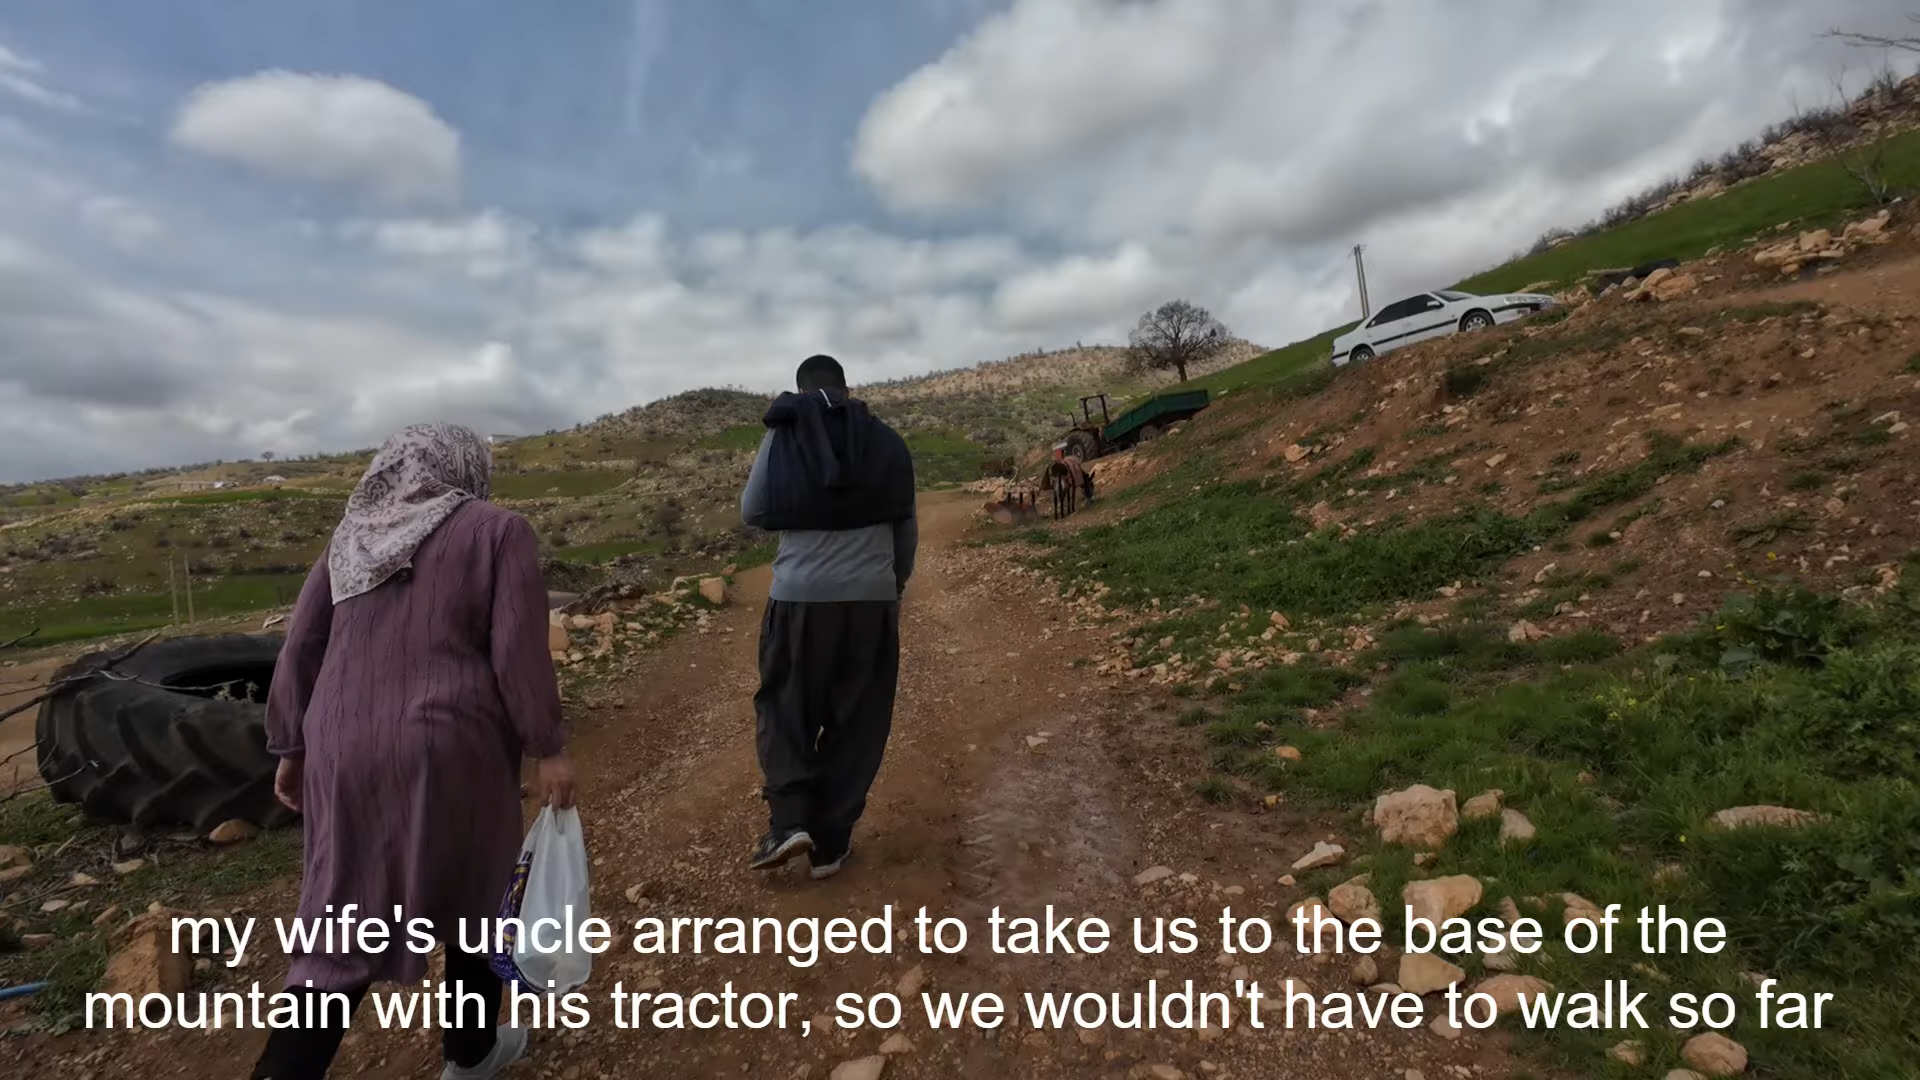 my wife's uncle arranged to take us to the base of the
mountain with his tractor, so we wouldn't have to walk so far